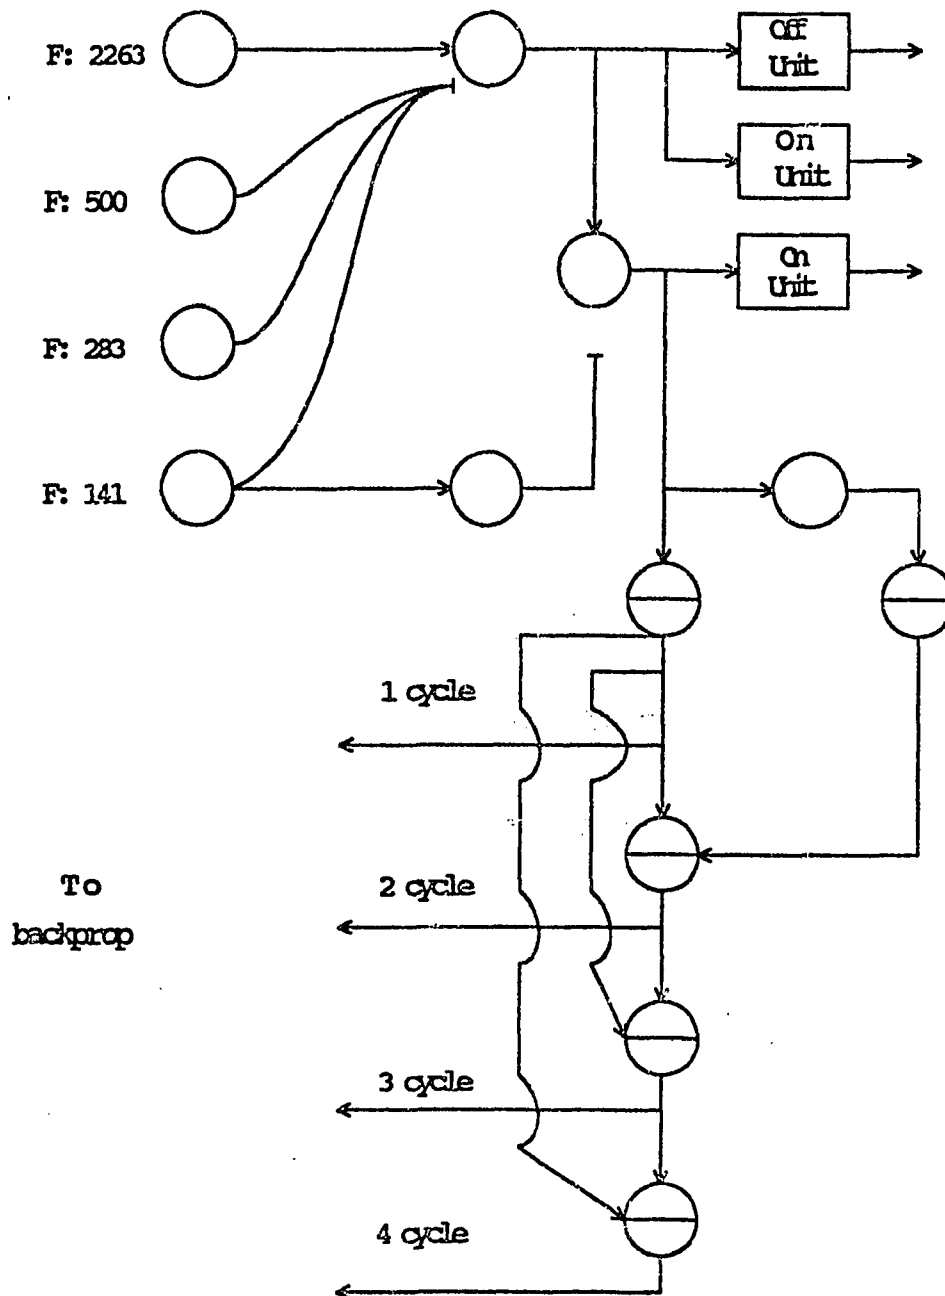 F: 2263
Off
Unit
On
Unit
F: 500
On
Unit
F: 283
F: 141
1 cycle
2 cycle
To
backprop
3 cycle
4 cycle